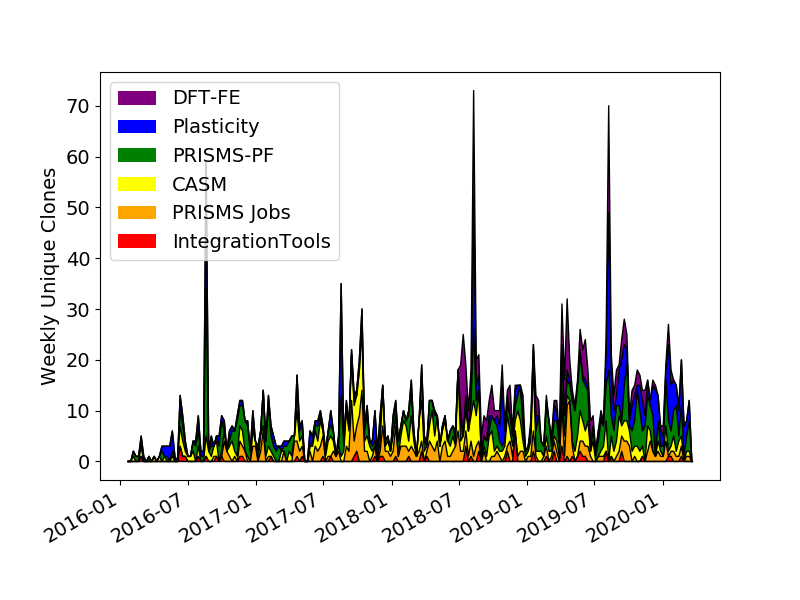 Weekly Unique Clones
70
60
50
40
30
20
10
0
DFT-FE
Plasticity
PRISMS-PF
CASM
PRISMS Jobs
IntegrationTools
2016-01
2016-07
2017-01
2017-07
2018-01
2018-07
2019-01
2019-07
2020-01